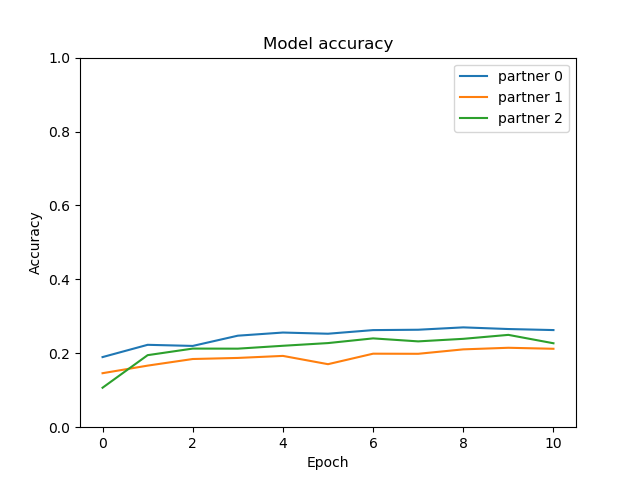 Model accuracy
1.0
0.8
0.6
0.4
0.2
0.0
Accuracy
partner 0
partner 1
partner 2
0 2 4 6 8 10
Epoch